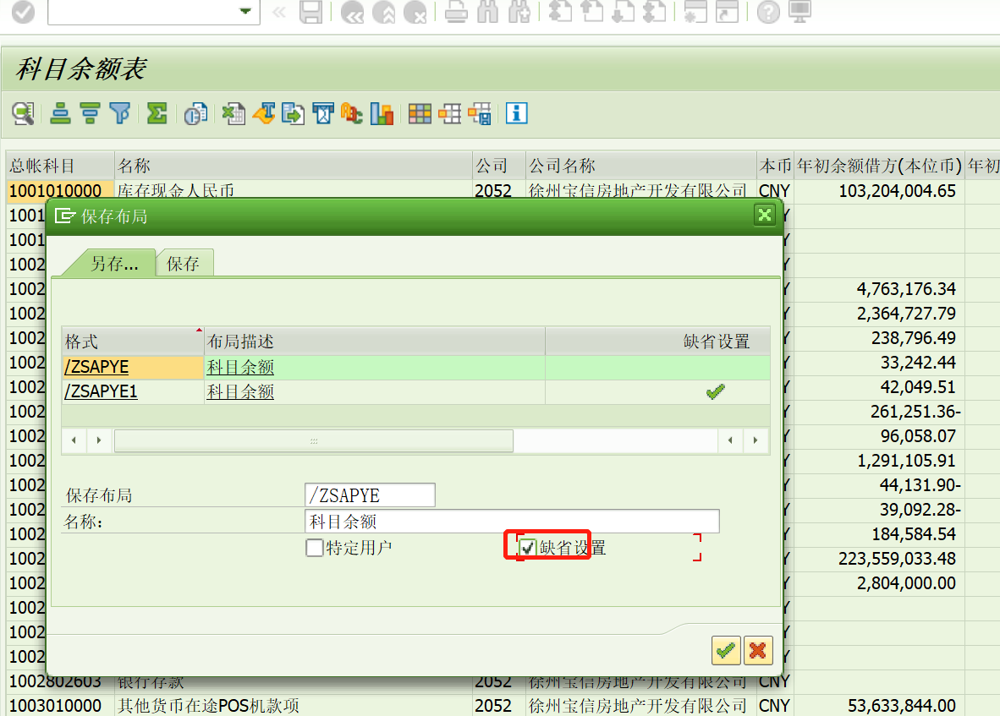 科目余额表
总帐科目 名称 公司 公司名称 本币 年初余额借方(本位币) 年初
1001010000 库存现金人民币 2052 徐州宝信房地产开发有限公司 CNY 103,204,004.65
保存布局
1001 Y
另存... 保存
1001 Y
1002 Y
1002 Y 4,763,176.34
1002 Y 2,364,727.79
格式 布局描述 缺省设置
1002 Y 238,796.49
/ZSAPYE 科目余额
1002 Y 33,242.44
/ZSAPYE1 科目余额
1002 Y 42,049.51
1002 Y 261,251.36-
1002 Y 96,058.07
1002 Y 1,291,105.91
1002 Y 44,131.90-
保存布局 /ZSAPYE
1002 Y 39,092.28-
名称： 科目余额
1002 Y 184,584.54
特定用户 缺省设置
1002 Y 223,559,033.48
1002 Y 2,804,000.00
1002 Y
1002 Y
1002 Y
1002802603 银行存款 2052 徐州宝信房地产开发有限公司 CNY
1003010000 其他货币在途POS机款项 2052 徐州宝信房地产开发有限公司 CNY 53,633,844.00